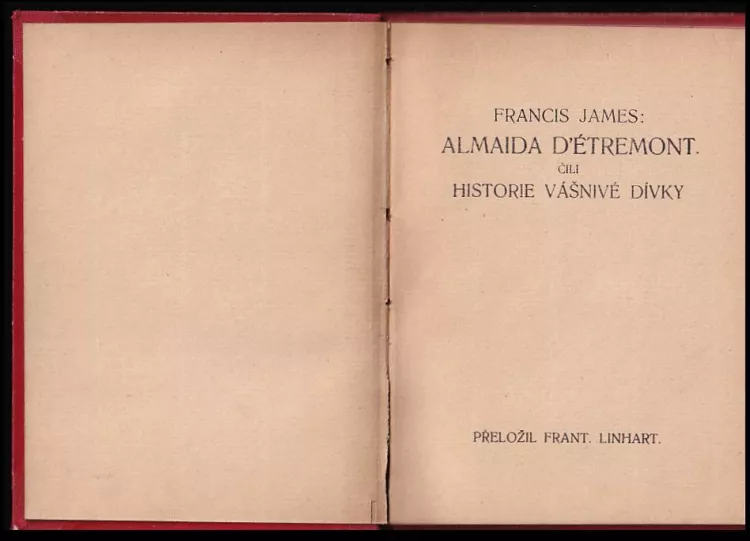 FRANCIS JAMES:
ALMAIDA D'ÉTREMONT.
ČILI
HISTORIE VÁŠNIVÉ DÍVKY
PŘELOŽIL FRANT. LINHART.